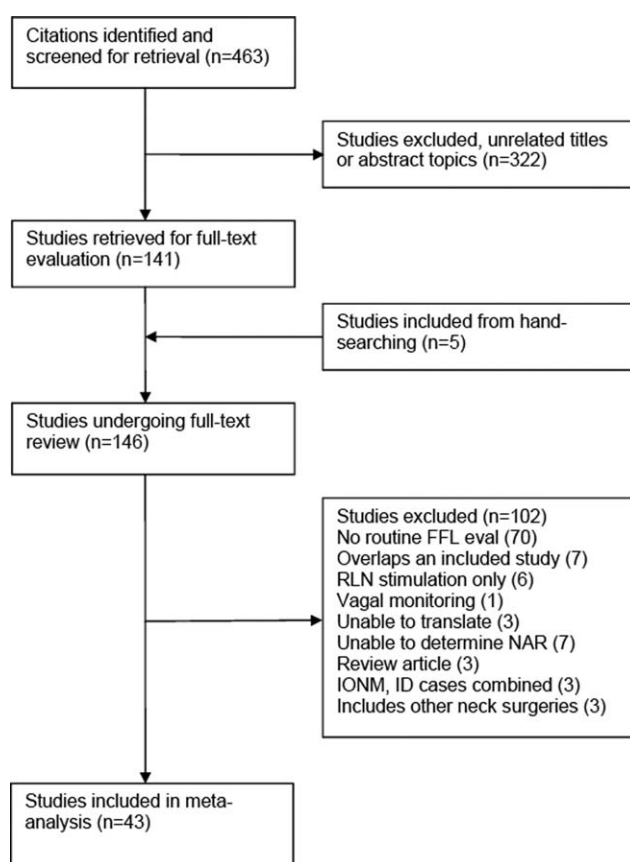 Citations identified and
screened for retrieval (n=463)
Studies excluded, unrelated titles
or abstract topics (n=322)
Studies retrieved for full-text
evaluation (n=141)
Studies included from hand-
searching (n=5)
Studies undergoing full-text
review (n=146)
Studies excluded (n=102)
No routine FFL eval (70)
Overlaps an included study (7)
RLN stimulation only (6)
Vagal monitoring (1)
Unable to translate (3)
Unable to determine NAR (7)
Review article (3)
IONM, ID cases combined (3)
Includes other neck surgeries (3)
Studies included in meta-
analysis (n=43)